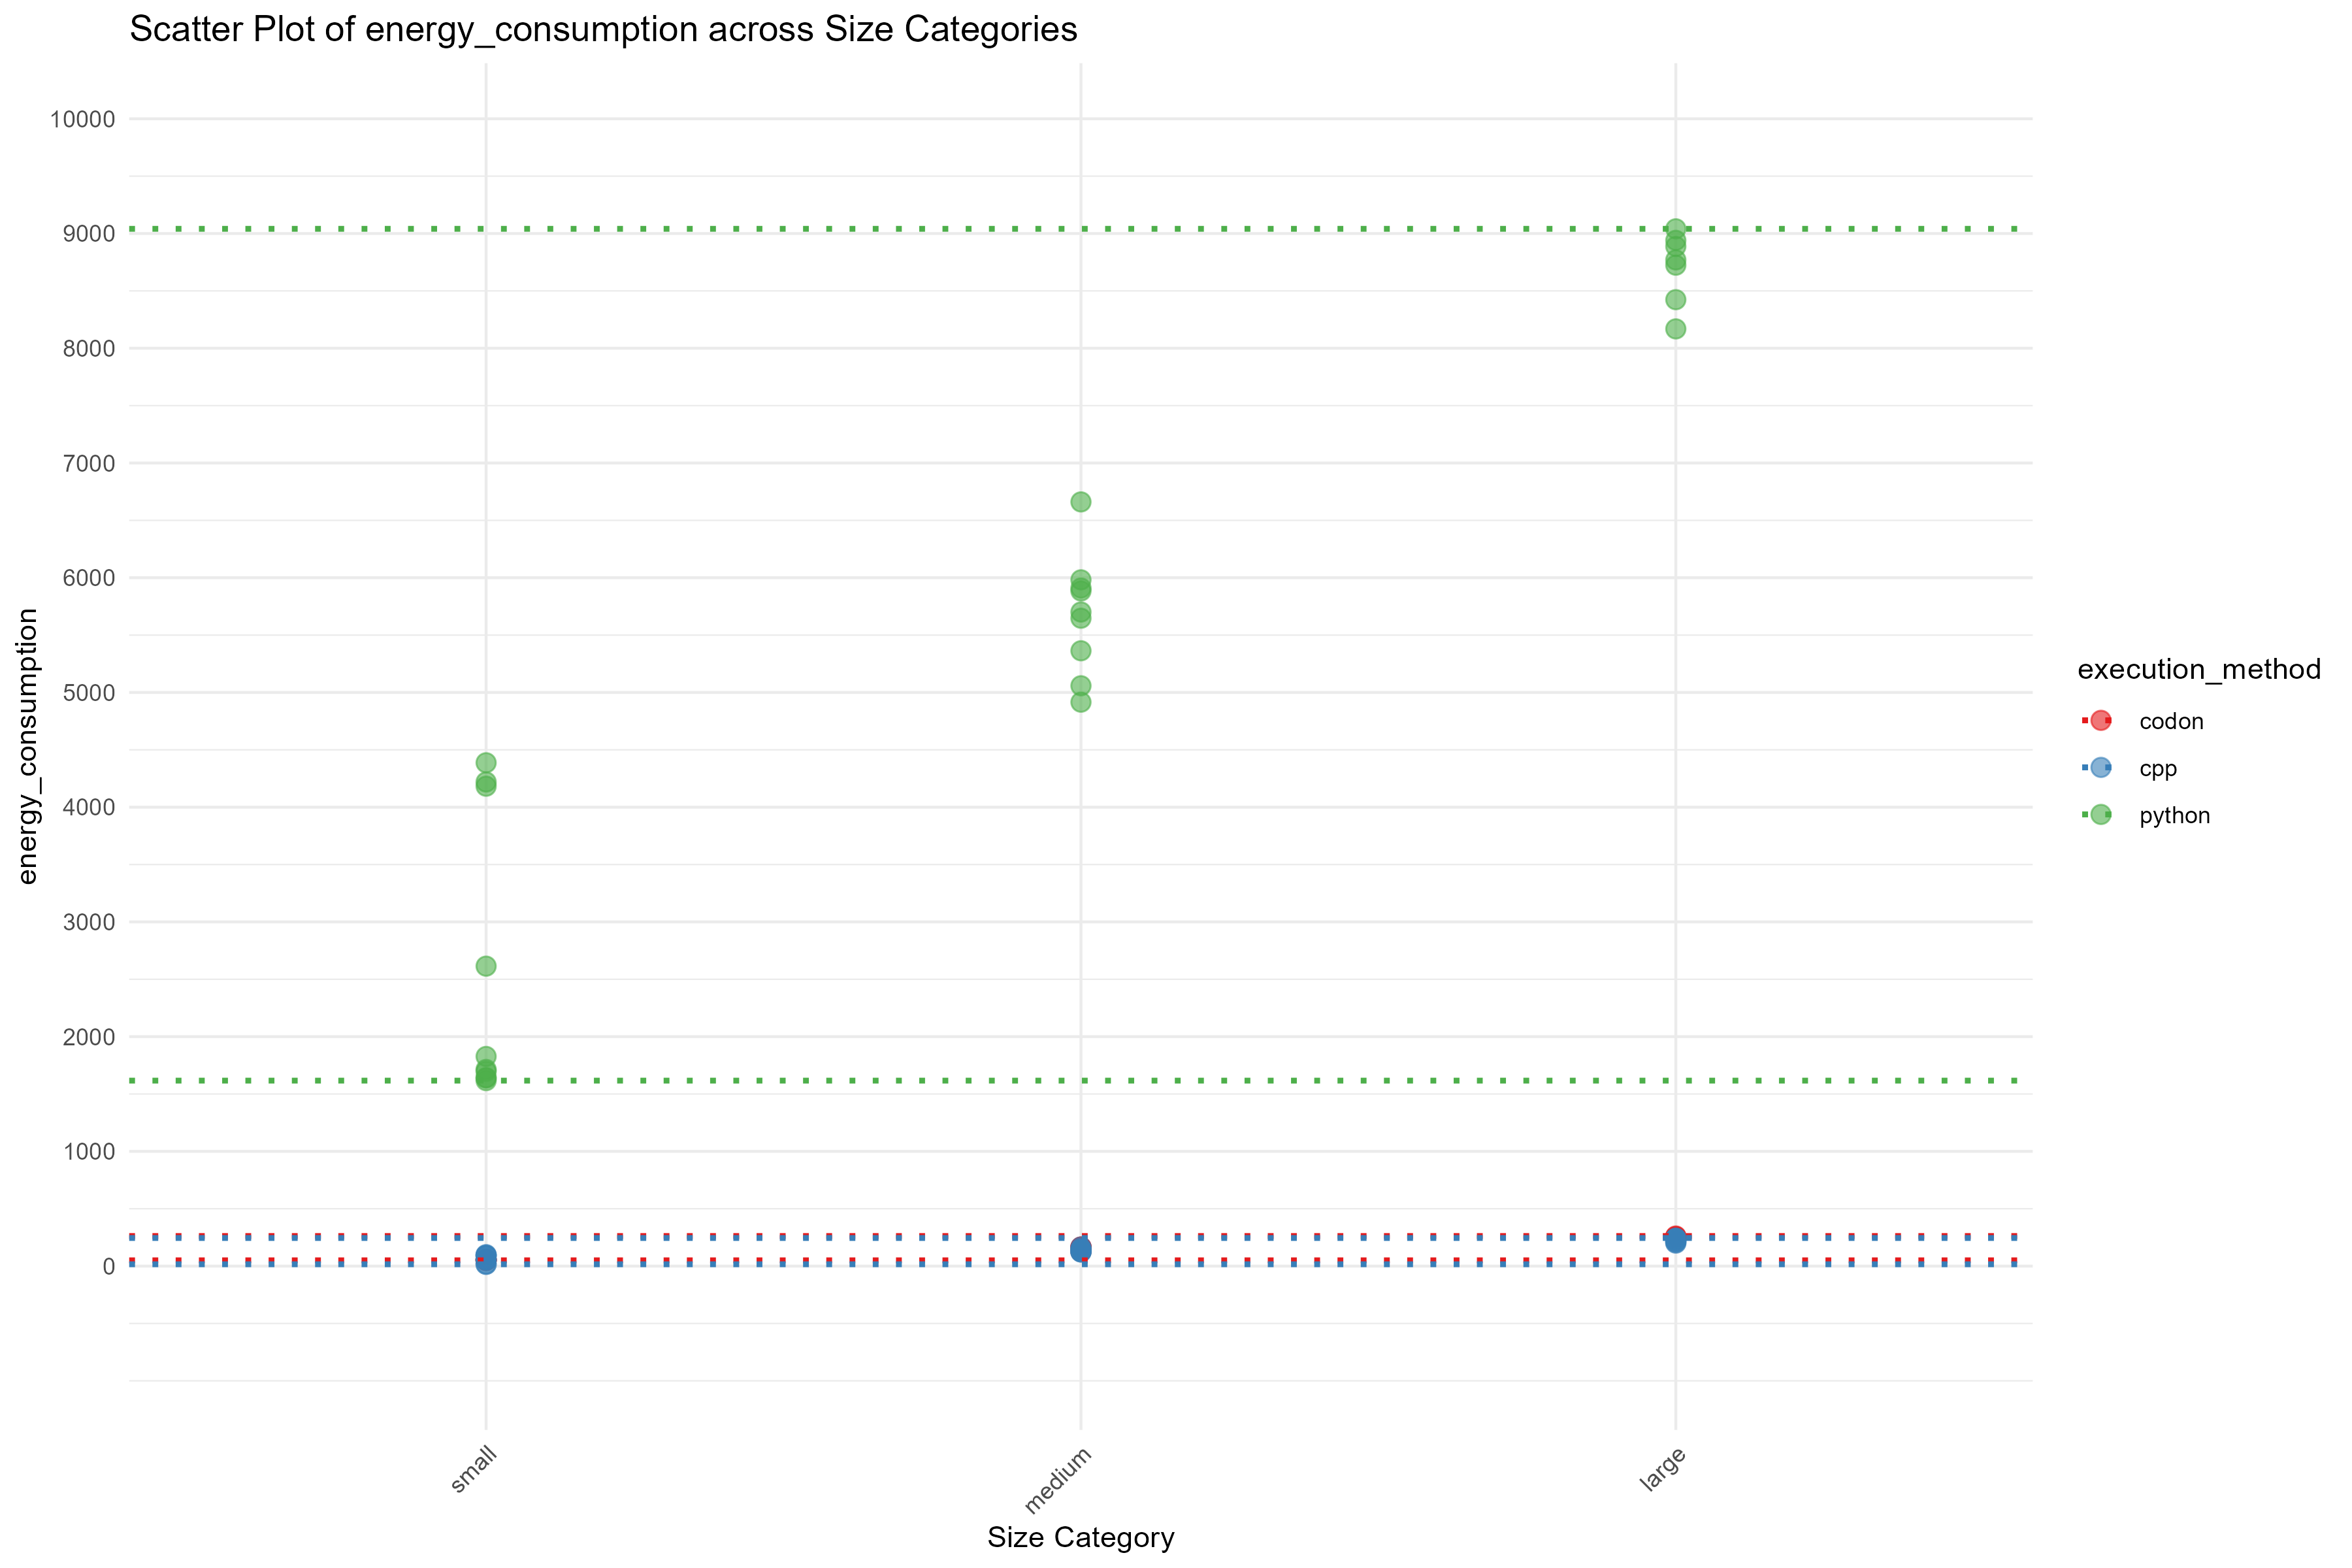 Scatter Plot of energy_consumption across Size Categories
10000
9000
8000
7000
6000
5000
4000
3000
2000
1000
0
energy_consumption
small
medium
large
Size Category
execution_method
codon
cpp
python